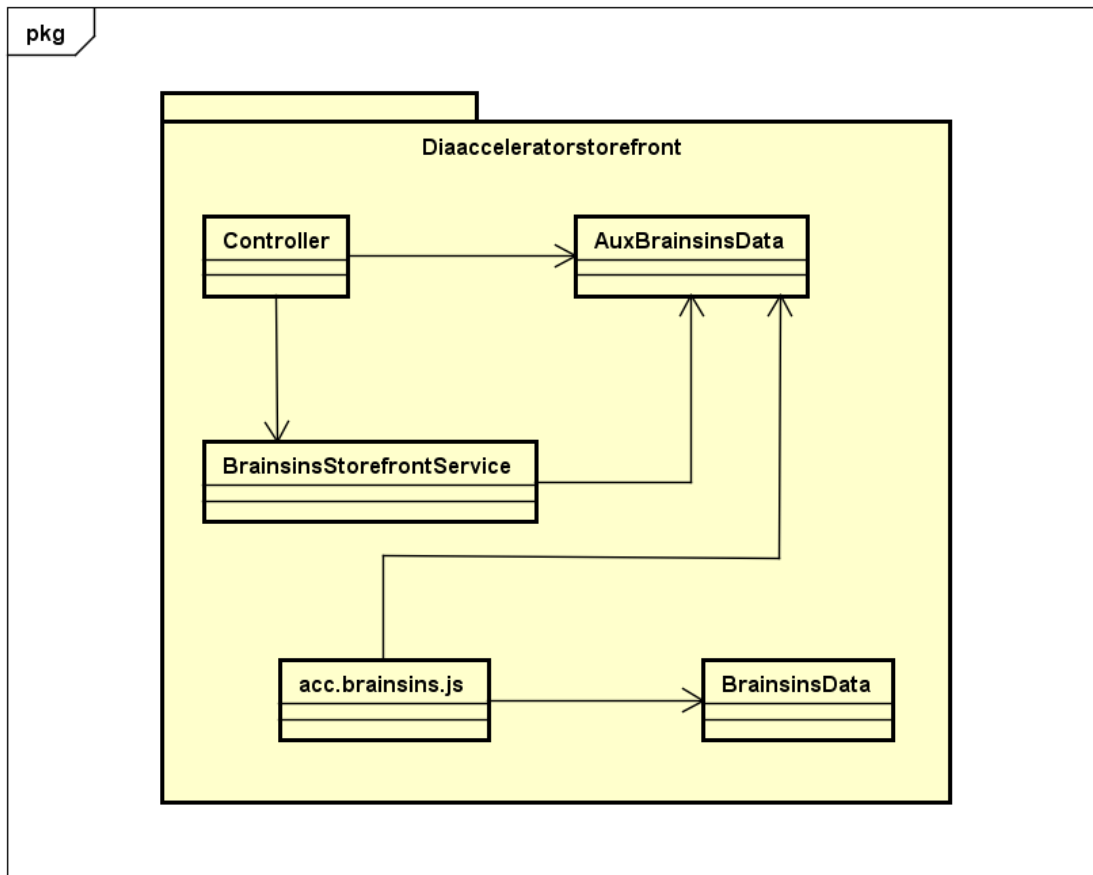 pkg
Diaacceleratorstorefront
Controller
AuxBrainsinsData
BrainsinsStorefrontService
acc.brainsins.js
BrainsinsData